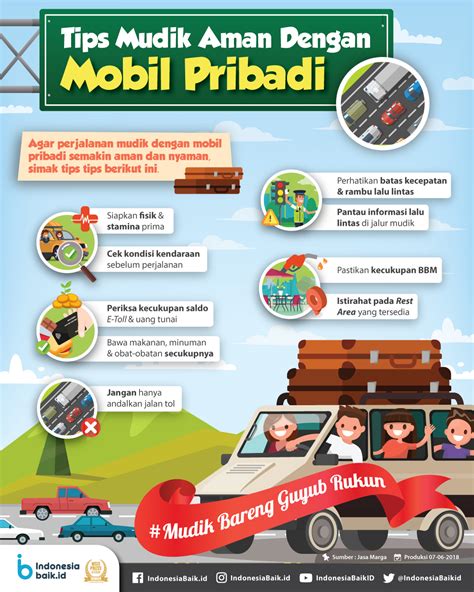 Tips Mudik Aman Dengan
Mobil Pribadi
Agar perjalanan mudik dengan mobil
pribadi semakin aman dan nyaman,
simak tips tips berikut ini.
Siapkan fisik &
stamina prima
Cek kondisi kendaraan
sebelum perjalanan
Periksa kecukupan saldo
E-Toll & uang tunai
Bawa makanan, minuman
& obat-obatan secukupnya
Jangan hanya
andalkan jalan tol
Perhatikan batas kecepatan
& rambu lalu lintas
Pantau informasi lalu
lintas di jalur mudik
Pastikan kecukupan BBM
Istirahat pada Rest
Area yang tersedia
#Mudik Bareng Guyub Rukun
Sumber : Jasa Marga
Produksi 07-06-2018
Indonesia
baik.id
IndonesiaBaik.id
IndonesiaBaik.id
IndonesiaBaikID
@IndonesiaBaikid